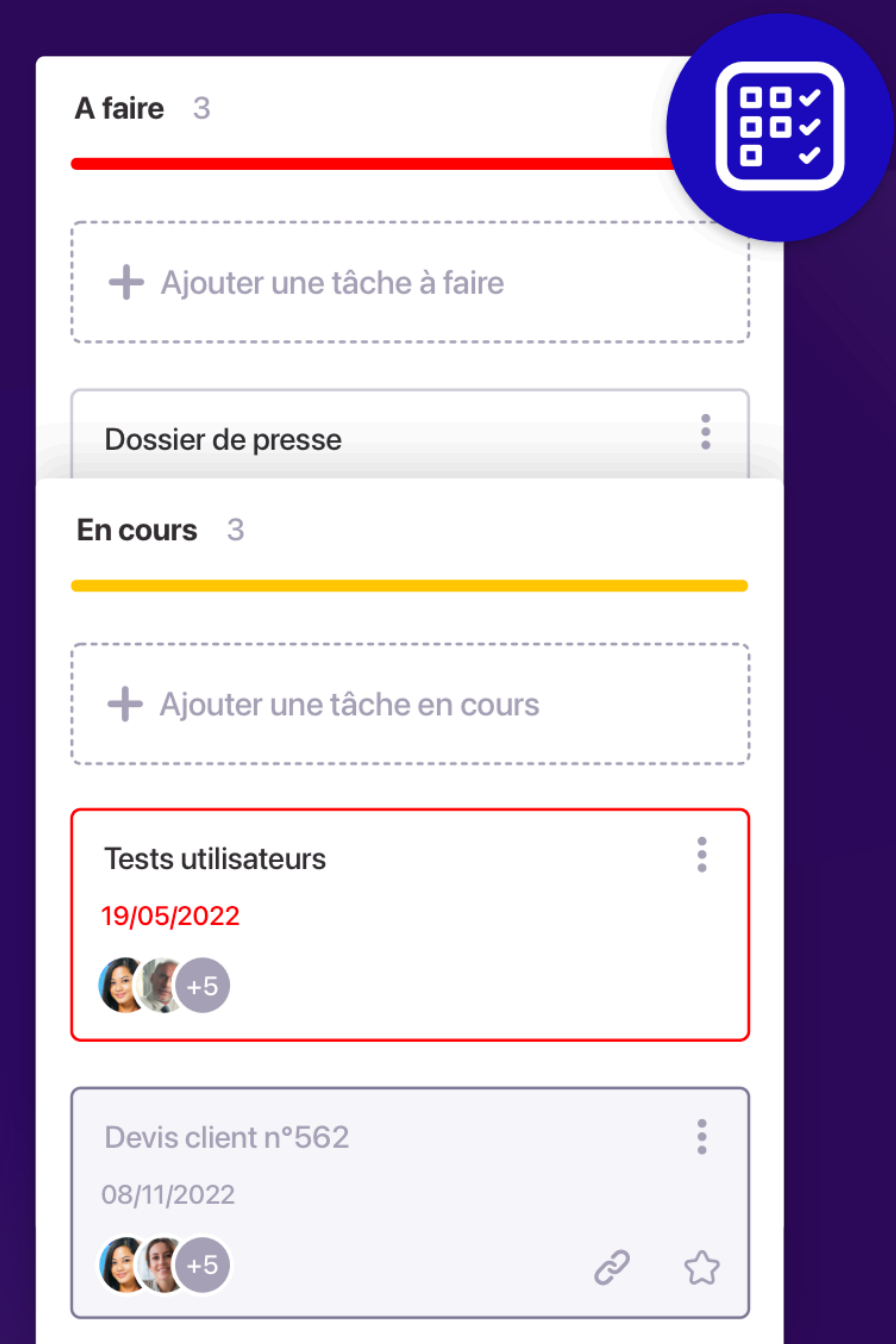 A faire 3
Ajouter une tâche à faire
Dossier de presse
En cours 3
Ajouter une tâche en cours
Tests utilisateurs
19/05/2022
+5
Devis client n°562
08/11/2022
+5